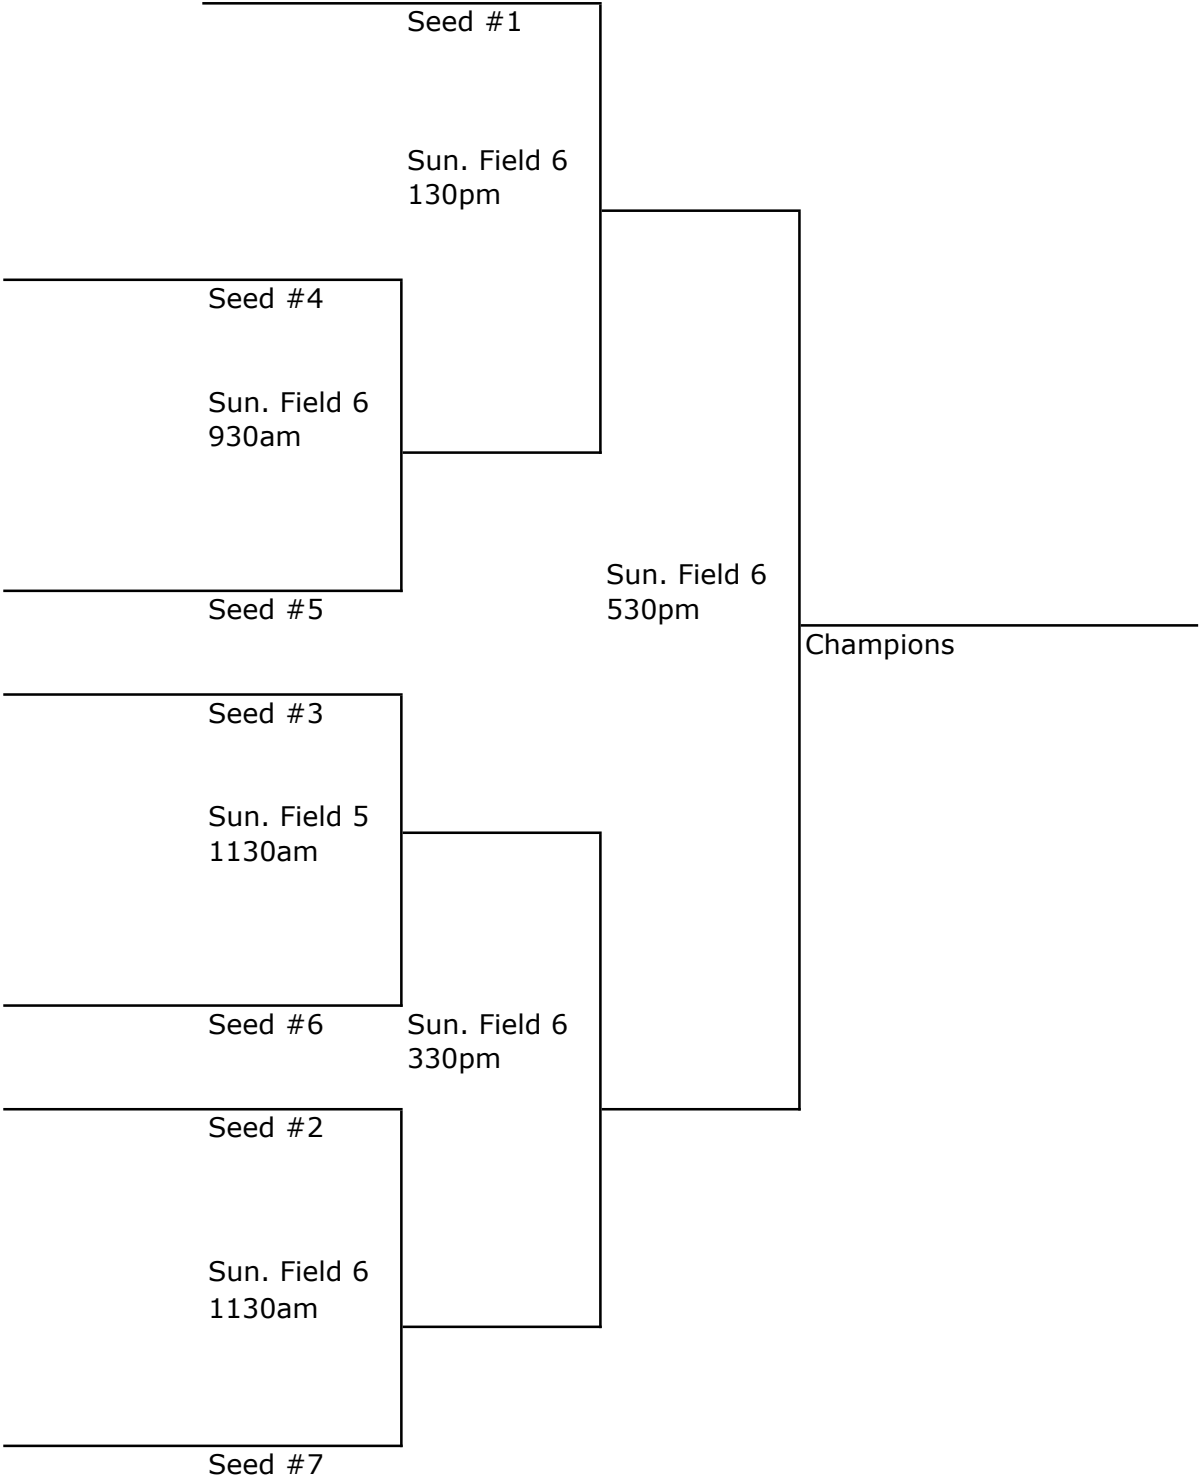 Seed #1
Sun. Field 6
130pm
Seed #4
Sun. Field 6
930am
Sun. Field 6
530pm
Seed #5
Champions
Seed #3
Sun. Field 5
1130am
Seed #6
Sun. Field 6
330pm
Seed #2
Sun. Field 6
1130am
Seed #7